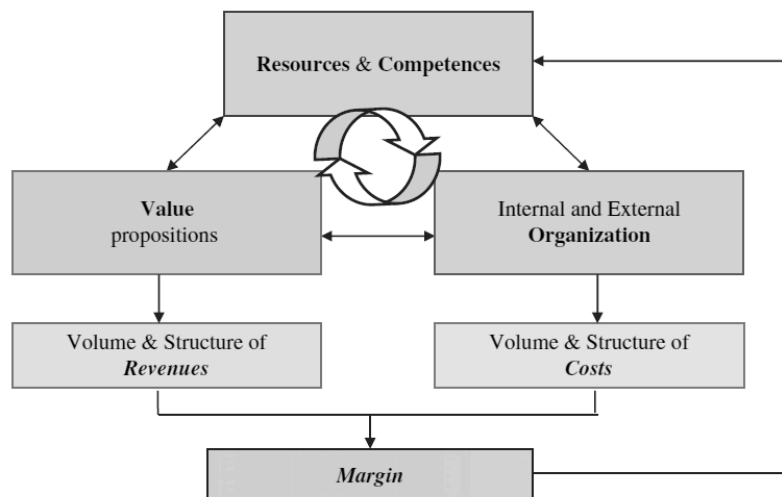 Resources & Competences
Value
propositions
Internal and External
Organization
Volume & Structure of
Revenues
Volume & Structure of
Costs
Margin